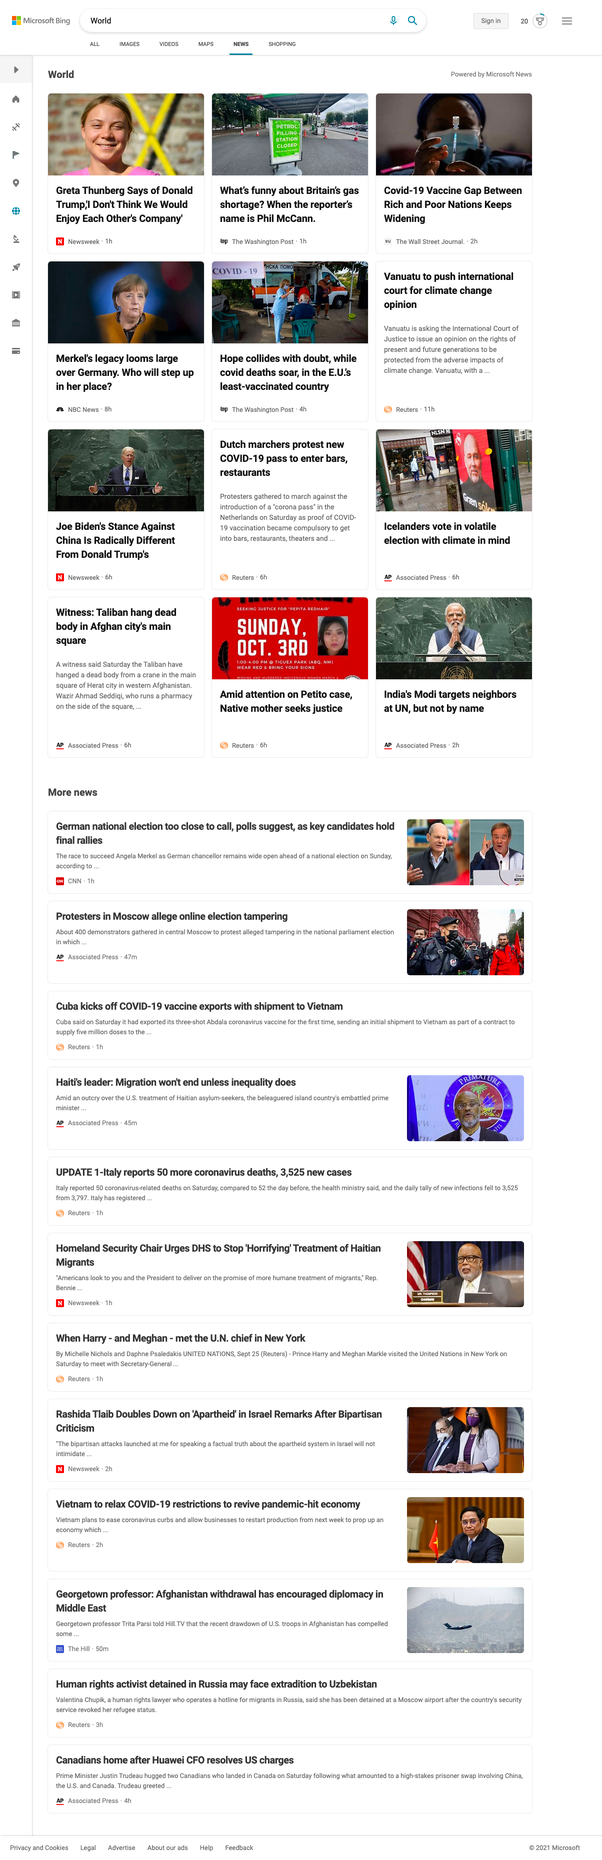 Microsoft Bing
World
Sign in
20
ALL
IMAGES
VIDEOS
MAPS
NEWS
SHOPPING
World
Powered by Microsoft News
PETROL
FILLING
STATION
CLOSED
Greta Thunberg Says of Donald
Trump,'I Don't Think We Would
Enjoy Each Other's Company'
Newsweek · 1h
What's funny about Britain's gas
shortage? When the reporter's
name is Phil McCann.
The Washington Post · 1h
Covid-19 Vaccine Gap Between
Rich and Poor Nations Keeps
Widening
The Wall Street Journal. · 2h
Merkel's legacy looms large
over Germany. Who will step up
in her place?
NBC News · 8h
COVID - 19
Hope collides with doubt, while
covid deaths soar, in the E.U.'s
least-vaccinated country
The Washington Post · 4h
Vanuatu to push international
court for climate change
opinion
Vanuatu is asking the International Court of
Justice to issue an opinion on the rights of
present and future generations to be
protected from the adverse impacts of
climate change. Vanuatu, with a ...
Reuters · 11h
Joe Biden's Stance Against
China Is Radically Different
From Donald Trump's
Newsweek · 6h
Dutch marchers protest new
COVID-19 pass to enter bars,
restaurants
Protesters gathered to march against the
introduction of a "corona pass" in the
Netherlands on Saturday as proof of COVID-
19 vaccination became compulsory to get
into bars, restaurants, theaters and ...
Reuters · 6h
Icelanders vote in volatile
election with climate in mind
AP Associated Press · 6h
Witness: Taliban hang dead
body in Afghan city's main
square
A witness said Saturday the Taliban have
hanged a dead body from a crane in the main
square of Herat city in western Afghanistan.
Wazir Ahmad Seddiqi, who runs a pharmacy
on the side of the square, ...
AP Associated Press · 6h
SEEKING JUSTICE FOR "PEPITA REDHAIR"
SUNDAY,
OCT. 3RD
1:00-4:00 PM @ TIGUEX PARK (ABQ, NM)
WEAR RED & BRING YOUR SIGNS
Amid attention on Petito case,
Native mother seeks justice
Reuters · 6h
India's Modi targets neighbors
at UN, but not by name
AP Associated Press · 2h
More news
German national election too close to call, polls suggest, as key candidates hold
final rallies
The race to succeed Angela Merkel as German chancellor remains wide open ahead of a national election on Sunday,
according to ...
CNN CNN · 1h
Protesters in Moscow allege online election tampering
About 400 demonstrators gathered in central Moscow to protest alleged tampering in the national parliament election
in which ...
AP Associated Press · 47m
Cuba kicks off COVID-19 vaccine exports with shipment to Vietnam
Cuba said on Saturday it had exported its three-shot Abdala coronavirus vaccine for the first time, sending an initial shipment to Vietnam as part of a contract to
supply five million doses to the ...
Reuters · 1h
Haiti's leader: Migration won't end unless inequality does
Amid an outcry over the U.S. treatment of Haitian asylum-seekers, the beleaguered island country's embattled prime
minister ...
AP Associated Press · 45m
PRIMATURE
UPDATE 1-Italy reports 50 more coronavirus deaths, 3,525 new cases
Italy reported 50 coronavirus-related deaths on Saturday, compared to 52 the day before, the health ministry said, and the daily tally of new infections fell to 3,525
from 3,797. Italy has registered ...
Reuters · 1h
Homeland Security Chair Urges DHS to Stop 'Horrifying' Treatment of Haitian
Migrants
"Americans look to you and the President to deliver on the promise of more humane treatment of migrants," Rep.
Bennie ...
Newsweek · 1h
When Harry - and Meghan - met the U.N. chief in New York
By Michelle Nichols and Daphne Psaledakis UNITED NATIONS, Sept 25 (Reuters) - Prince Harry and Meghan Markle visited the United Nations in New York on
Saturday to meet with Secretary-General ...
Reuters · 1h
Rashida Tlaib Doubles Down on 'Apartheid' in Israel Remarks After Bipartisan
Criticism
"The bipartisan attacks launched at me for speaking a factual truth about the apartheid system in Israel will not
intimidate ...
Newsweek · 2h
Vietnam to relax COVID-19 restrictions to revive pandemic-hit economy
Vietnam plans to ease coronavirus curbs and allow businesses to restart production from next week to prop up an
economy which ...
Reuters · 2h
Georgetown professor: Afghanistan withdrawal has encouraged diplomacy in
Middle East
Georgetown professor Trita Parsi told Hill.TV that the recent drawdown of U.S. troops in Afghanistan has compelled
some ...
The Hill · 50m
Human rights activist detained in Russia may face extradition to Uzbekistan
Valentina Chupik, a human rights lawyer who operates a hotline for migrants in Russia, said she has been detained at a Moscow airport after the country's security
service revoked her refugee status.
Reuters · 3h
Canadians home after Huawei CFO resolves US charges
Prime Minister Justin Trudeau hugged two Canadians who landed in Canada on Saturday following what amounted to a high-stakes prisoner swap involving China,
the U.S. and Canada. Trudeau greeted ...
AP Associated Press · 4h
Privacy and Cookies
Legal
Advertise
About our ads
Help
Feedback
© 2021 Microsoft